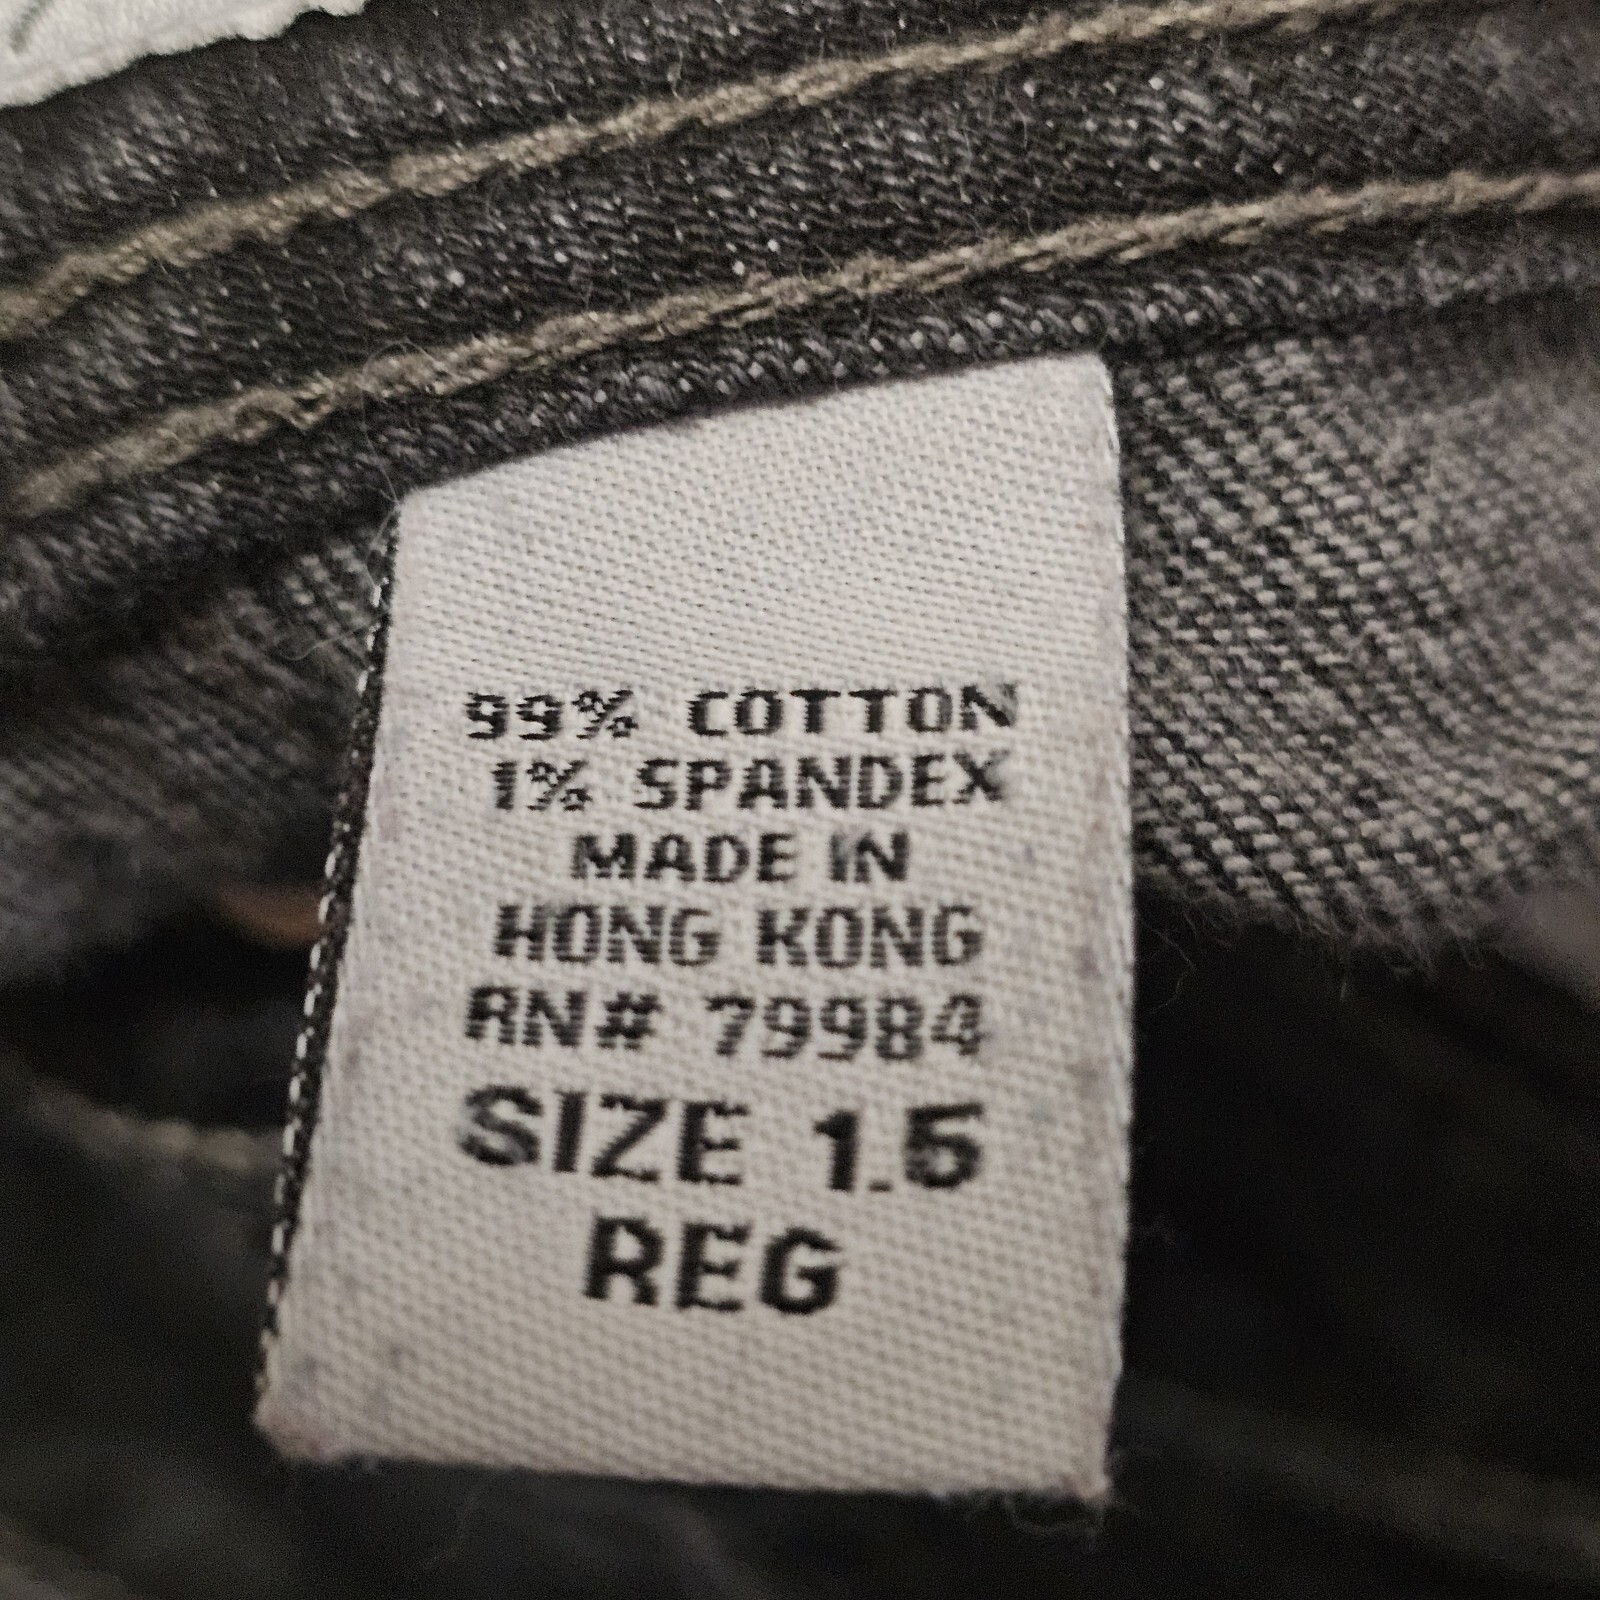 99% COTTON
1% SPANDEX
MADE IN
HONG KONG
RN# 79984
SIZE 1.5
REG